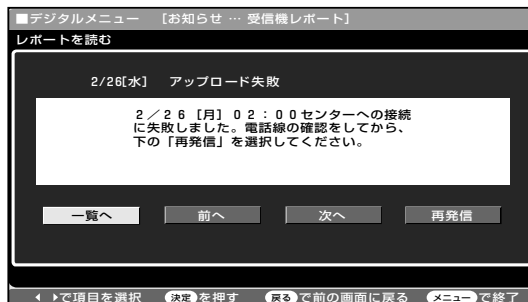 ■デジタルメニュー [お知らせ … 受信機レポート]
レポートを読む
2/26[水] アップロード失敗
2／26［月］02：00センターへの接続
に失敗しました。電話線の確認をしてから、
下の「再発信」を選択してください。
一覧へ 前へ 次へ 再発信
で項目を選択 決定を押す 戻るで前の画面に戻る メニューで終了